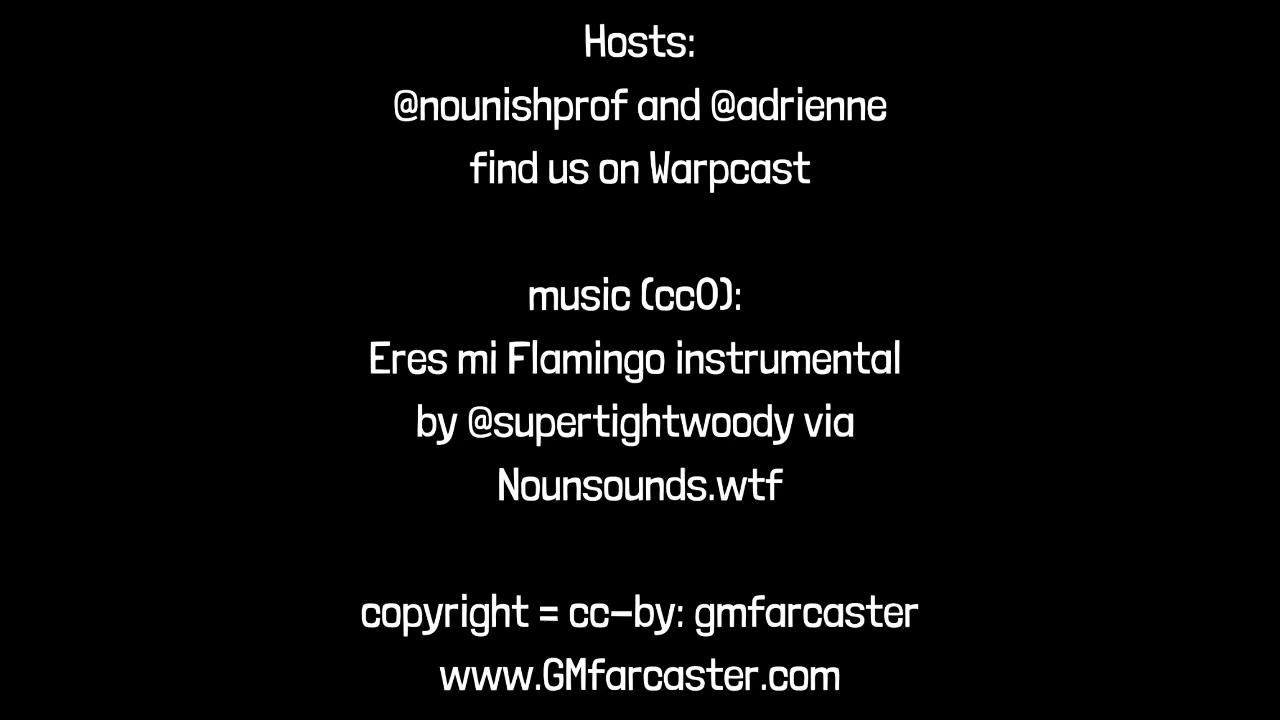 Hosts:
@nounishprof and @adrienne
find us on Warpcast
music (cc0):
Eres mi Flamingo instrumental
by @supertightwoody via
Nounsounds.wtf
copyright = cc-by: gmfarcaster
www.GMfarcaster.com